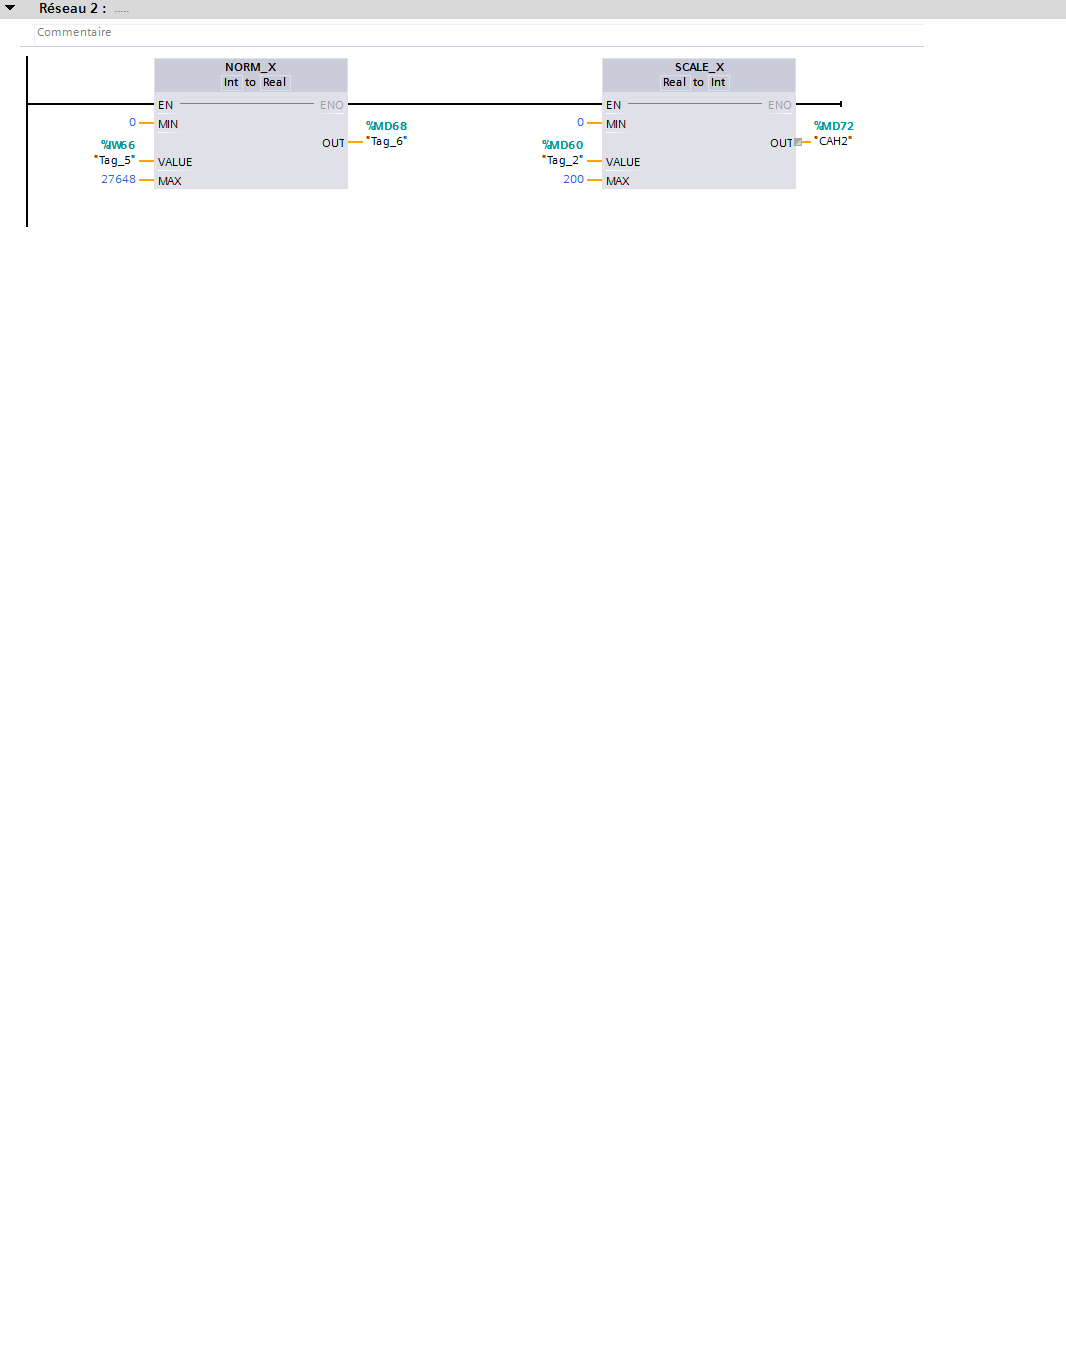 Réseau 2 : .....
Commentaire
NORM_X
Int to Real
EN
ENO
0
MIN
%MD68
OUT
"Tag_6"
%IW66
"Tag_5"
VALUE
27648
MAX
SCALE_X
Real to Int
EN
ENO
0
MIN
%MD72
OUT
"CAH2"
%MD60
"Tag_2"
VALUE
200
MAX